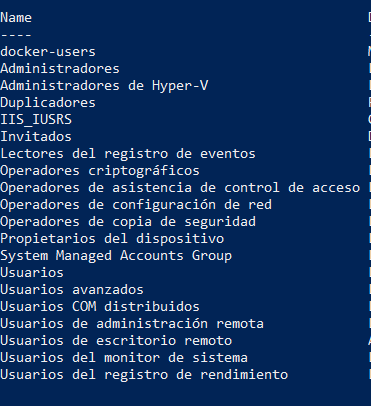 Name
----
docker-users
Administradores
Administradores de Hyper-V
Duplicadores
IIS_IUSRS
Invitados
Lectores del registro de eventos
Operadores criptográficos
Operadores de asistencia de control de acceso
Operadores de configuración de red
Operadores de copia de seguridad
Propietarios del dispositivo
System Managed Accounts Group
Usuarios
Usuarios avanzados
Usuarios COM distribuidos
Usuarios de administración remota
Usuarios de escritorio remoto
Usuarios del monitor de sistema
Usuarios del registro de rendimiento